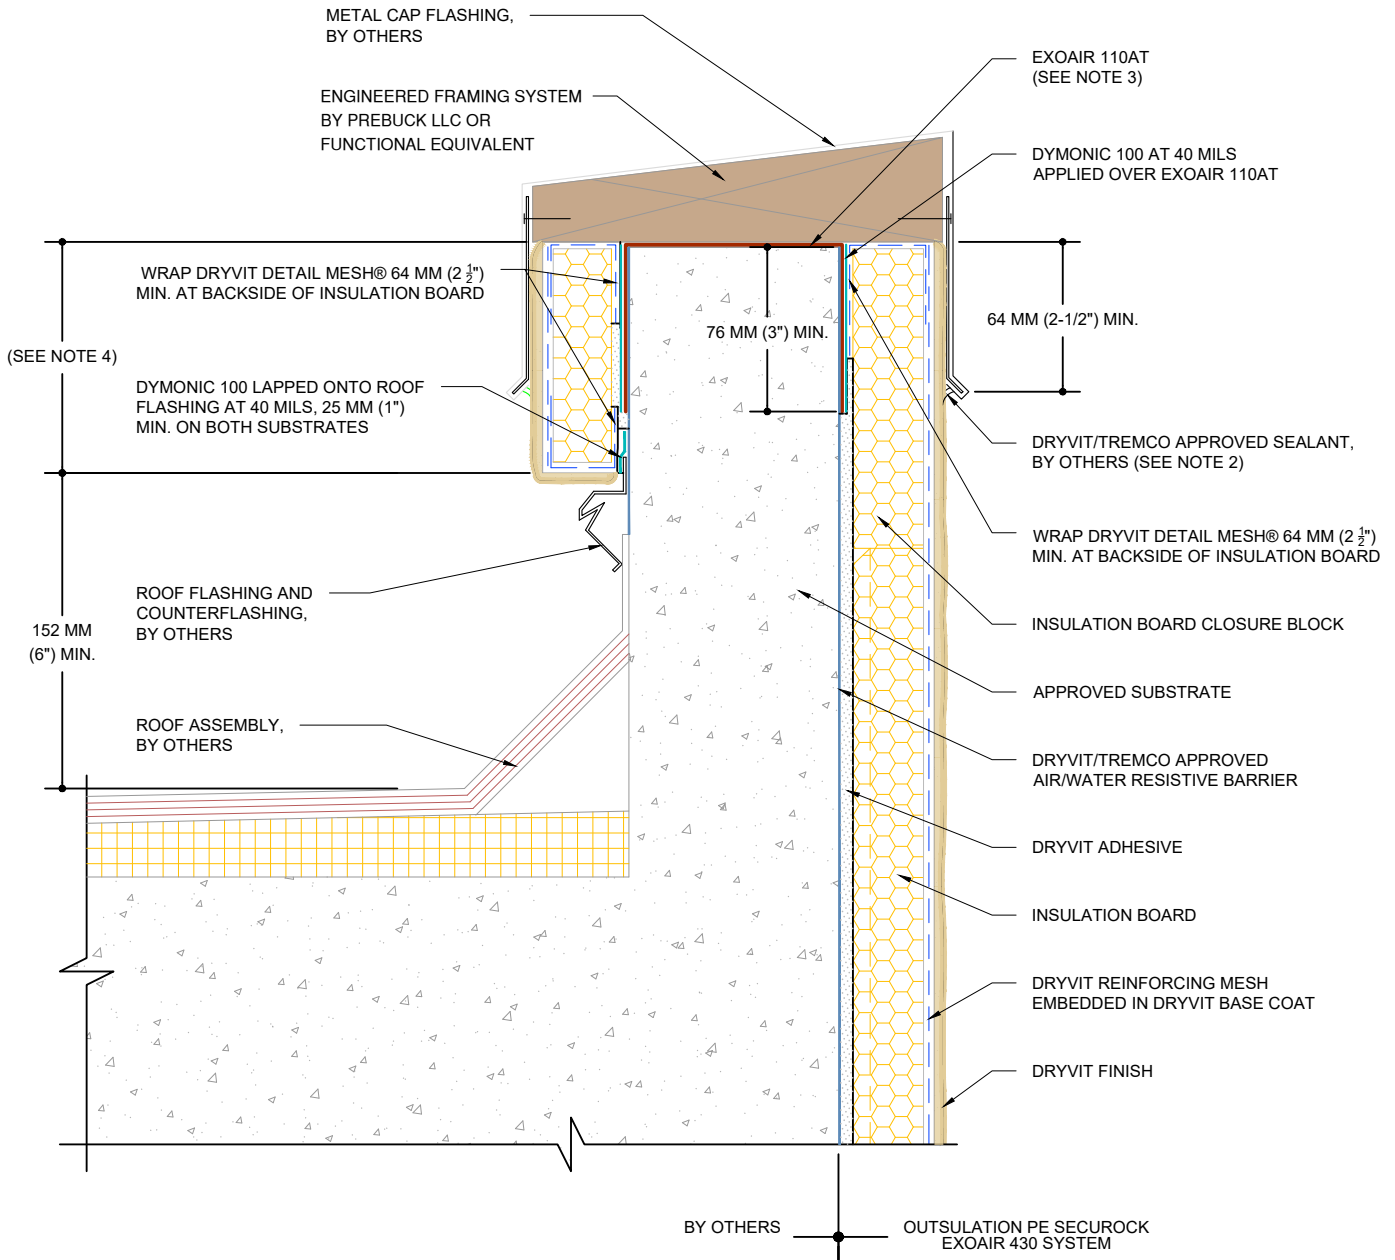 METAL CAP FLASHING,
BY OTHERS
ENGINEERED FRAMING SYSTEM
BY PREBUCK LLC OR
FUNCTIONAL EQUIVALENT
EXOAIR 110AT
(SEE NOTE 3)
DYMONIC 100 AT 40 MILS
APPLIED OVER EXOAIR 110AT
WRAP DRYVIT DETAIL MESH® 64 MM (2 1/2")
MIN. AT BACKSIDE OF INSULATION BOARD
76 MM (3") MIN.
64 MM (2-1/2") MIN.
(SEE NOTE 4)
DYMONIC 100 LAPPED ONTO ROOF
FLASHING AT 40 MILS, 25 MM (1")
MIN. ON BOTH SUBSTRATES
DRYVIT/TREMCO APPROVED SEALANT,
BY OTHERS (SEE NOTE 2)
WRAP DRYVIT DETAIL MESH® 64 MM (2 1/2")
MIN. AT BACKSIDE OF INSULATION BOARD
ROOF FLASHING AND
COUNTERFLASHING,
BY OTHERS
152 MM
(6") MIN.
INSULATION BOARD CLOSURE BLOCK
APPROVED SUBSTRATE
ROOF ASSEMBLY,
BY OTHERS
DRYVIT/TREMCO APPROVED
AIR/WATER RESISTIVE BARRIER
DRYVIT ADHESIVE
INSULATION BOARD
DRYVIT REINFORCING MESH
EMBEDDED IN DRYVIT BASE COAT
DRYVIT FINISH
BY OTHERS
OUTSULATION PE SECUROCK
EXOAIR 430 SYSTEM